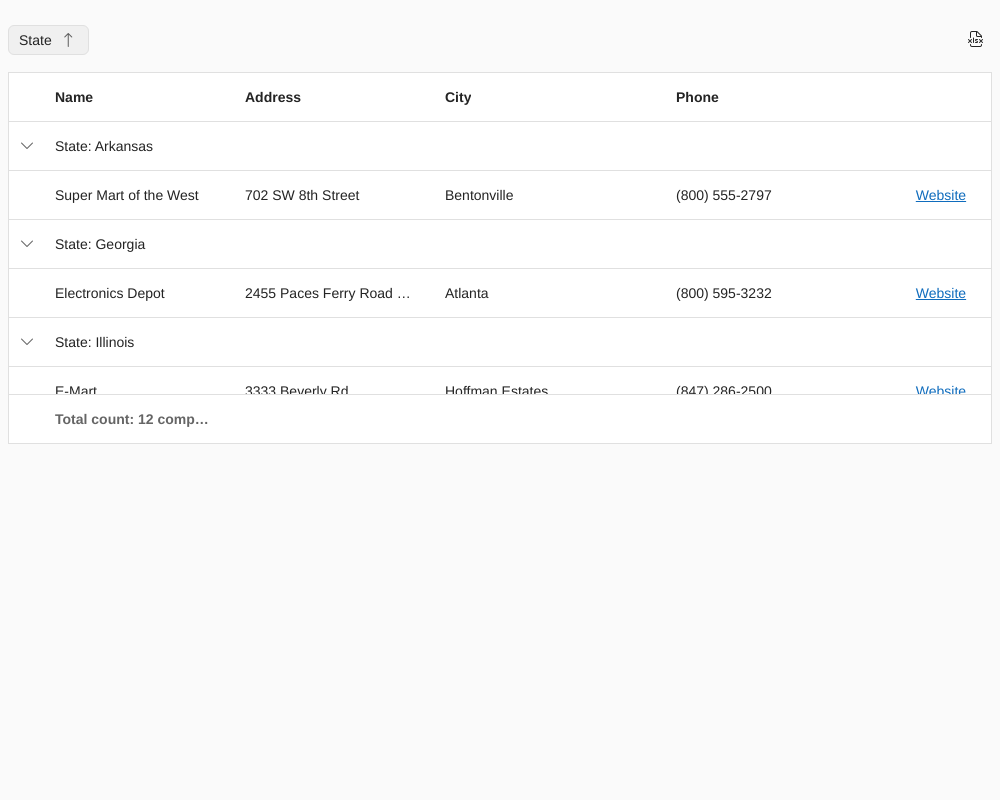 State
xlsx
Name Address City Phone
State: Arkansas
Super Mart of the West 702 SW 8th Street Bentonville (800) 555-2797 Website
State: Georgia
Electronics Depot 2455 Paces Ferry Road … Atlanta (800) 595-3232 Website
State: Illinois
E-Mart 3333 Beverly Rd Hoffman Estates (847) 286-2500 Website
Total count: 12 comp…